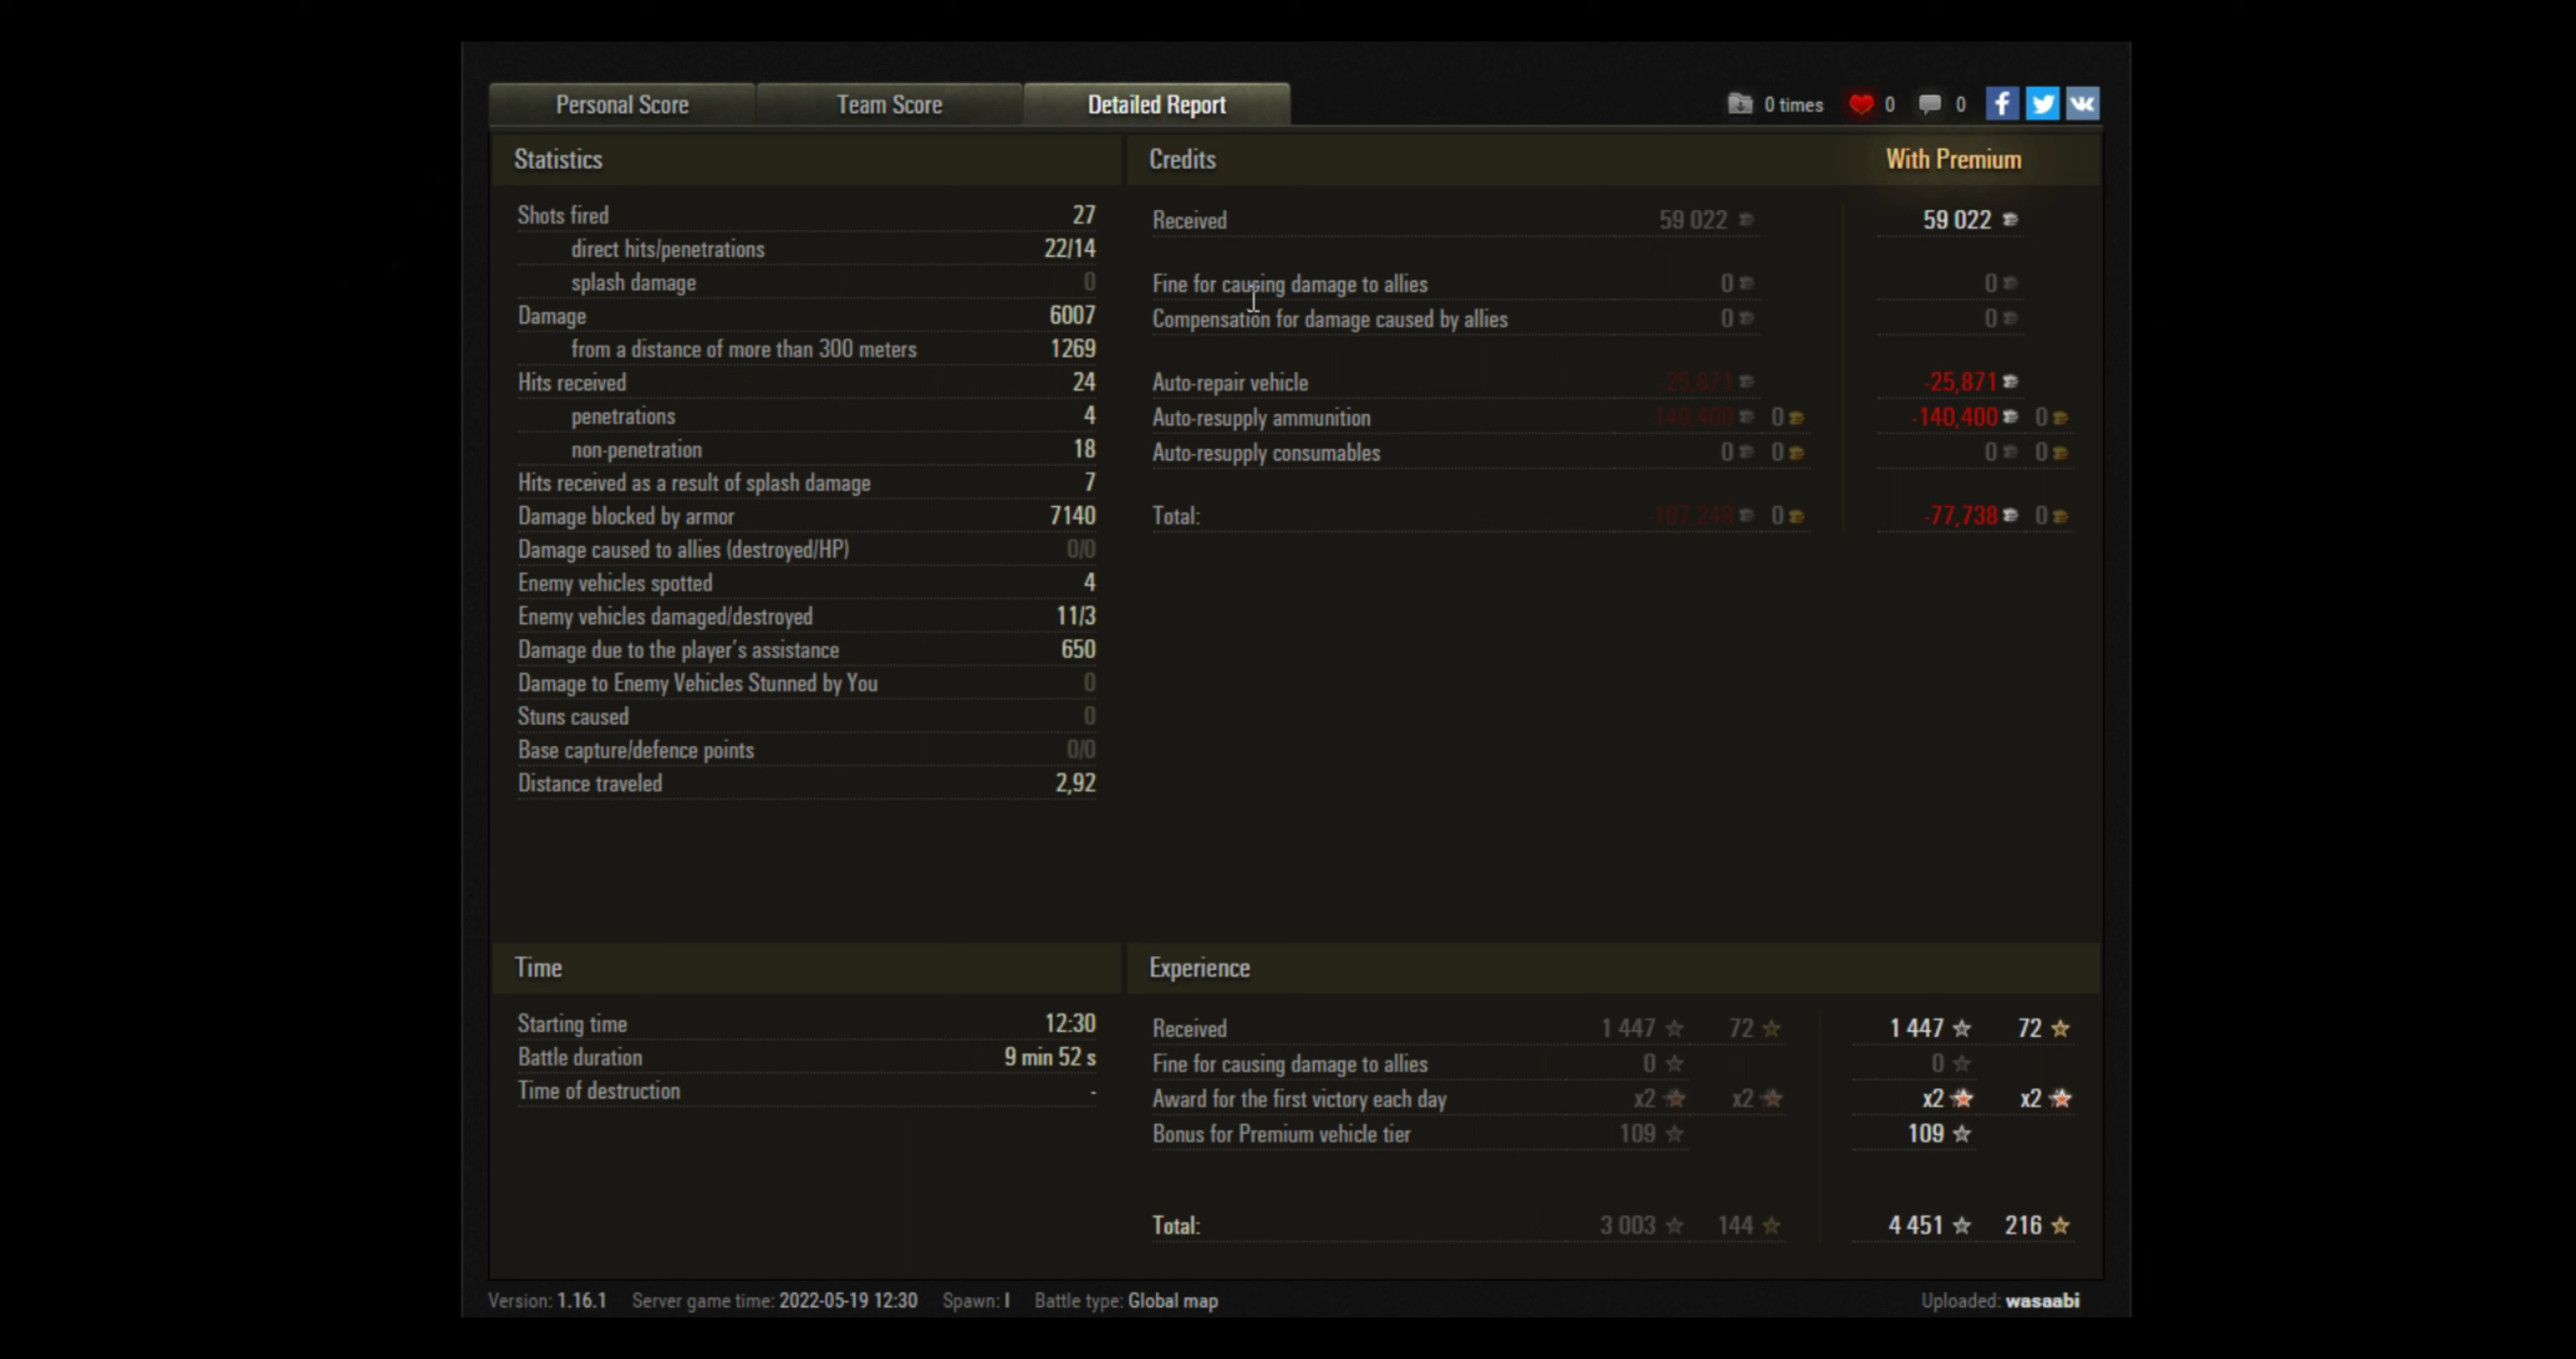 Personal Score Team Score Detailed Report 0 times 0 0
Statistics
Shots fired 27
direct hits/penetrations 22/14
splash damage 0
Damage 6007
from a distance of more than 300 meters 1269
Hits received 24
penetrations 4
non-penetration 18
Hits received as a result of splash damage 7
Damage blocked by armor 7140
Damage caused to allies (destroyed/HP) 0/0
Enemy vehicles spotted 4
Enemy vehicles damaged/destroyed 11/3
Damage due to the player's assistance 650
Damage to Enemy Vehicles Stunned by You 0
Stuns caused 0
Base capture/defence points 0/0
Distance traveled 2,92
Credits With Premium
Received 59 022 59 022
Fine for causing damage to allies 0 0
Compensation for damage caused by allies 0 0
Auto-repair vehicle -25,871 -25,871
Auto-resupply ammunition -140,400 0 -140,400 0
Auto-resupply consumables 0 0 0 0
Total: -107,249 0 -77,738 0
Time
Starting time 12:30
Battle duration 9 min 52 s
Time of destruction -
Experience
Received 1 447 72 1 447 72
Fine for causing damage to allies 0 0
Award for the first victory each day x2 x2 x2 x2
Bonus for Premium vehicle tier 109 109
Total: 3 003 144 4 451 216
Version: 1.16.1 Server game time: 2022-05-19 12:30 Spawn: I Battle type: Global map Uploaded: wasaabi